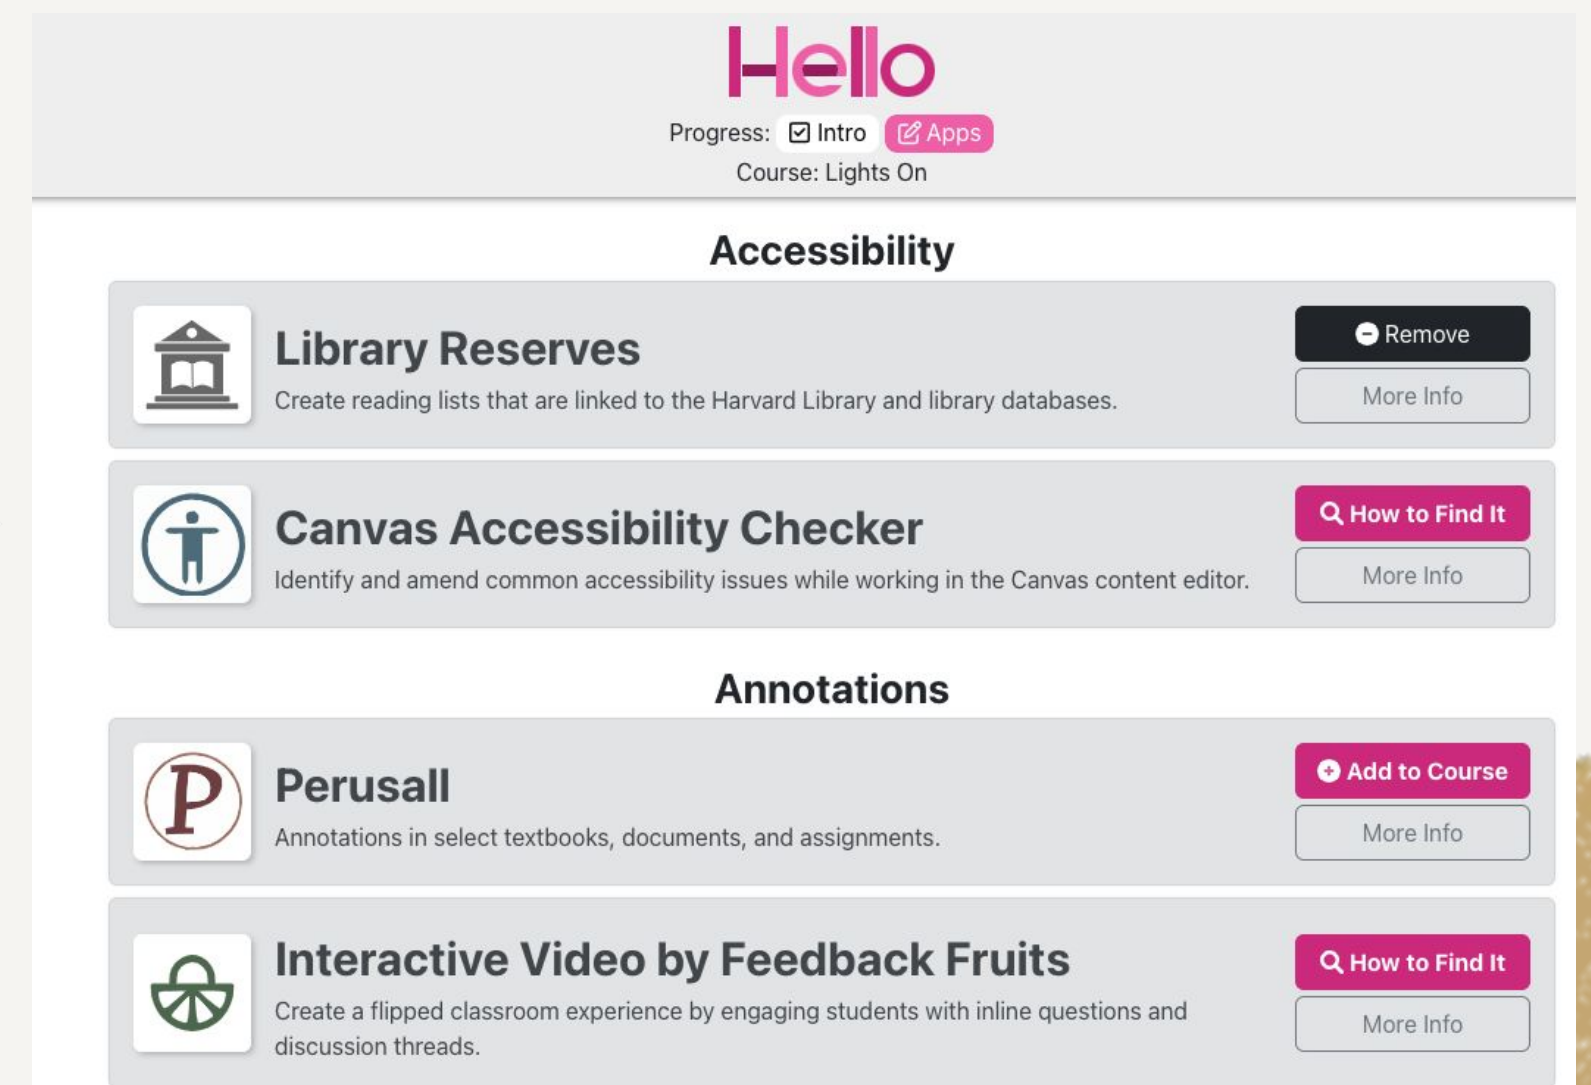 Hello
Progress: Intro Apps
Course: Lights On
Accessibility
Library Reserves
Create reading lists that are linked to the Harvard Library and library databases.
Remove
More Info
Canvas Accessibility Checker
Identify and amend common accessibility issues while working in the Canvas content editor.
How to Find It
More Info
Annotations
P
Perusall
Annotations in select textbooks, documents, and assignments.
Add to Course
More Info
Interactive Video by Feedback Fruits
Create a flipped classroom experience by engaging students with inline questions and
discussion threads.
How to Find It
More Info